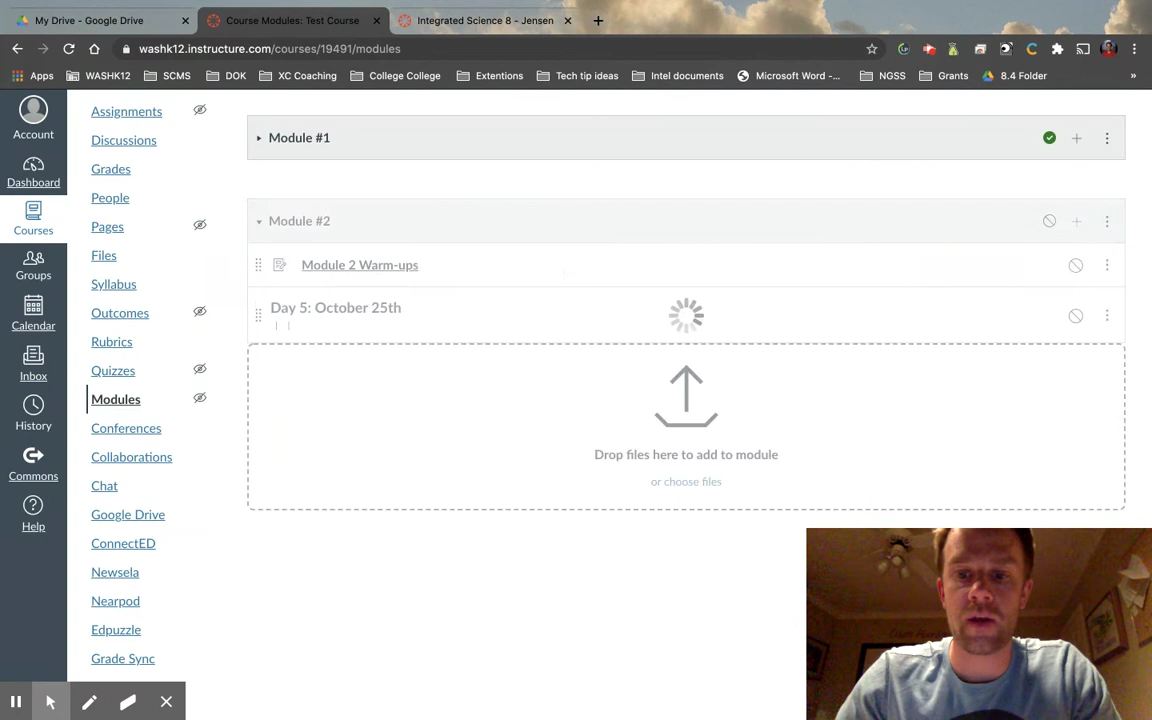 My Drive - Google Drive
Course Modules: Test Course
Integrated Science 8 - Jensen
washk12.instructure.com/courses/19491/modules
Apps
WASHK12
SCMS
DOK
XC Coaching
College College
Extentions
Tech tip ideas
Intel documents
Microsoft Word -...
NGSS
Grants
8.4 Folder
»
Account
Dashboard
Courses
Groups
Calendar
Inbox
History
Commons
Help
Assignments
Discussions
Grades
People
Pages
Files
Syllabus
Outcomes
Rubrics
Quizzes
Modules
Conferences
Collaborations
Chat
Google Drive
ConnectED
Newsela
Nearpod
Edpuzzle
Grade Sync
Module #1
Module #2
Module 2 Warm-ups
Day 5: October 25th
| |
Drop files here to add to module
or choose files